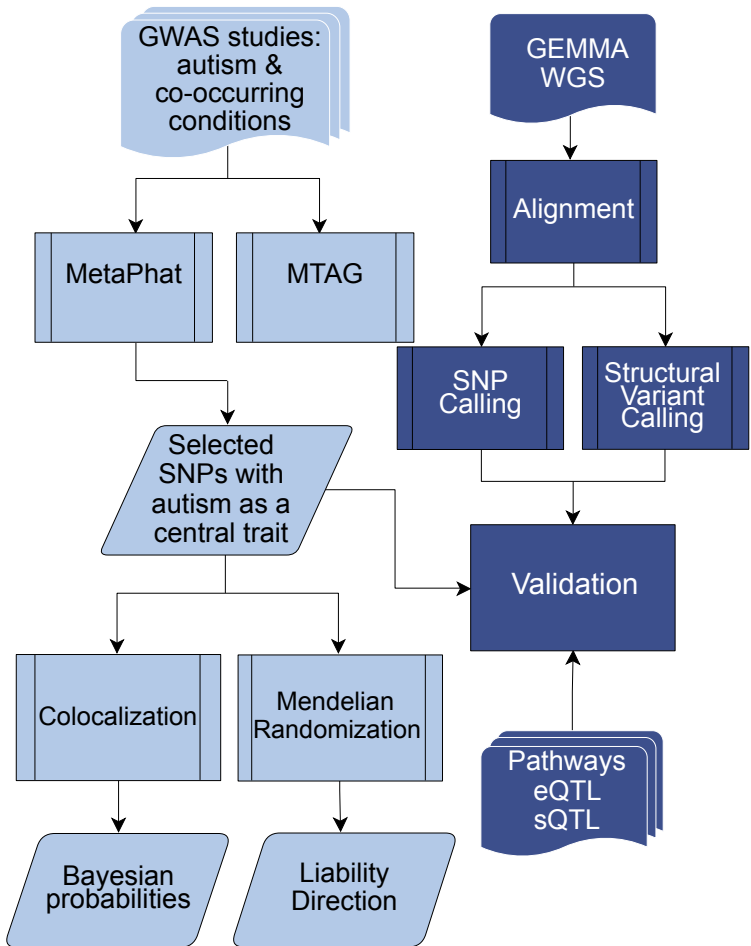 GWAS studies:
autism &
co-occurring
conditions
GEMMA
WGS
Alignment
MetaPhat
MTAG
SNP
Calling
Structural
Variant
Calling
Selected
SNPs with
autism as a
central trait
Validation
Colocalization
Mendelian
Randomization
Pathways
eQTL
sQTL
Bayesian
probabilities
Liability
Direction